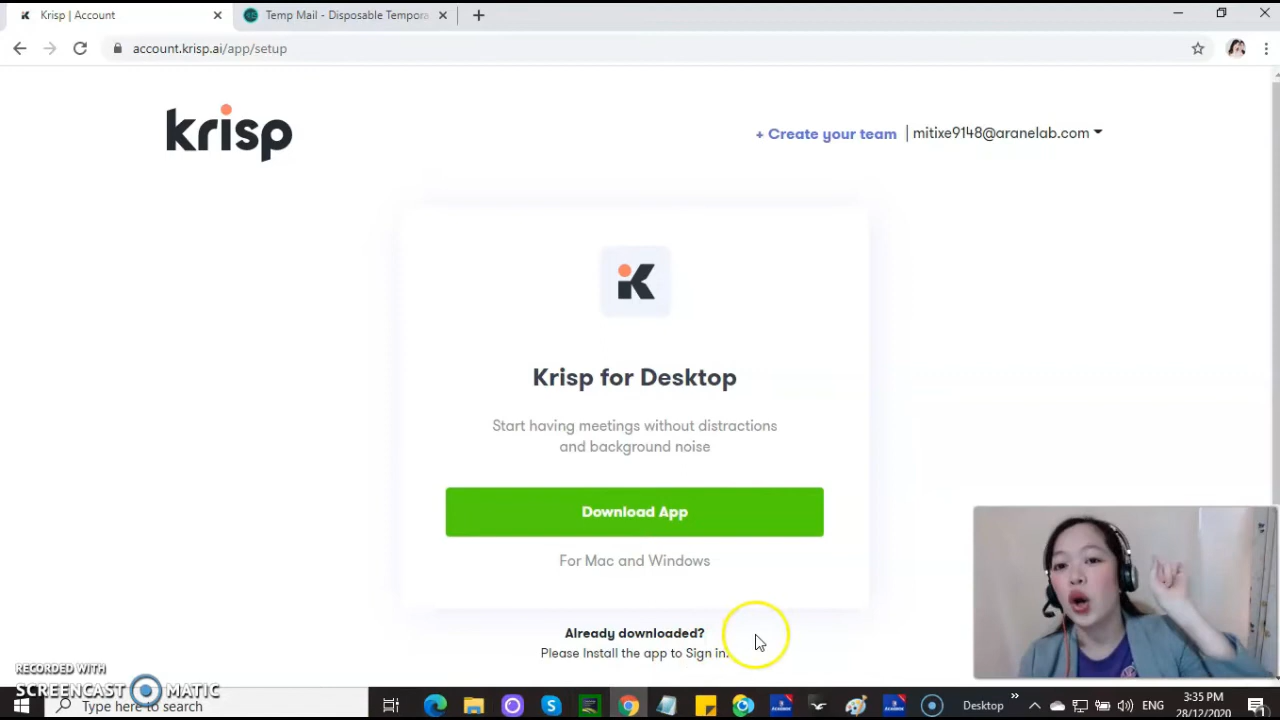 Krisp | Account
Temp Mail - Disposable Tempora
account.krisp.ai/app/setup
krisp
+ Create your team
mitixe9148@aranelab.com
Krisp for Desktop
Start having meetings without distractions
and background noise
Download App
For Mac and Windows
Already downloaded?
Please Install the app to Sign in.
RECORDED WITH
SCREENCAST MATIC
Type here to search
Desktop
ENG
3:35 PM
28/12/2020